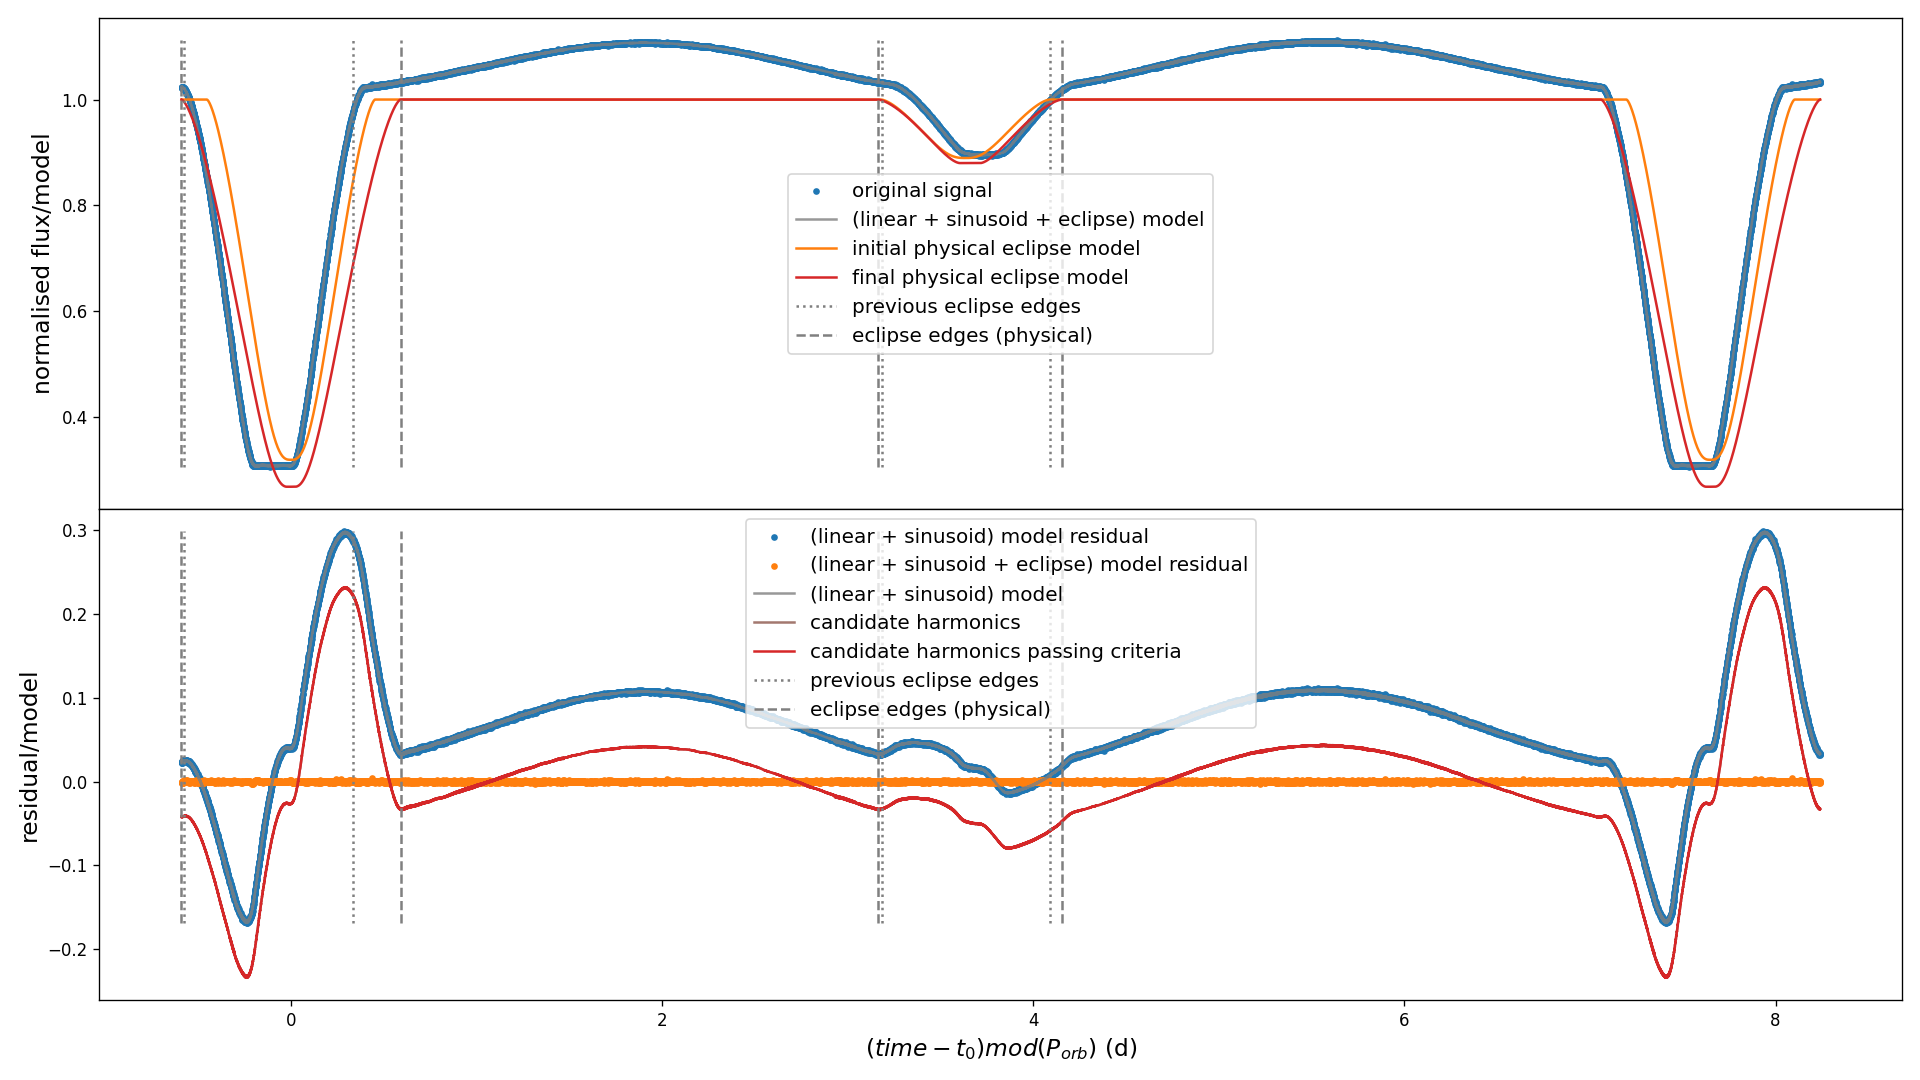 normalised flux/model
1.0
0.8
0.6
0.4
original signal
(linear + sinusoid + eclipse) model
initial physical eclipse model
final physical eclipse model
previous eclipse edges
eclipse edges (physical)
residual/model
0.3
0.2
0.1
0.0
−0.1
−0.2
(linear + sinusoid) model residual
(linear + sinusoid + eclipse) model residual
(linear + sinusoid) model
candidate harmonics
candidate harmonics passing criteria
previous eclipse edges
eclipse edges (physical)
0 2 4 6 8
(time − t₀)mod(P_orb) (d)